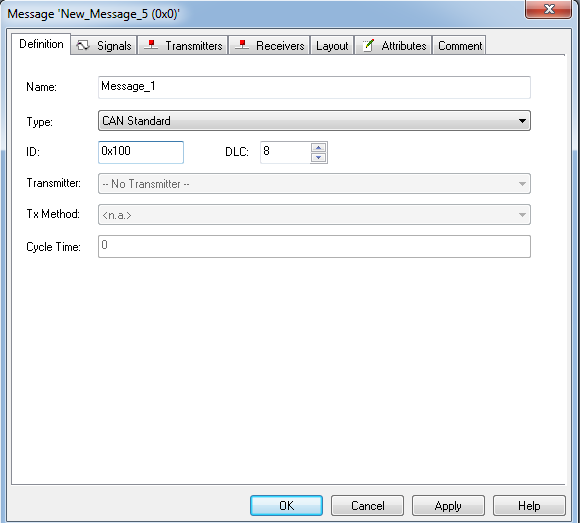 Message 'New_Message_5 (0x0)'
Definition Signals Transmitters Receivers Layout Attributes Comment
Name: Message_1
Type: CAN Standard
ID: 0x100 DLC: 8
Transmitter: -- No Transmitter --
Tx Method: <n.a.>
Cycle Time: 0
OK Cancel Apply Help